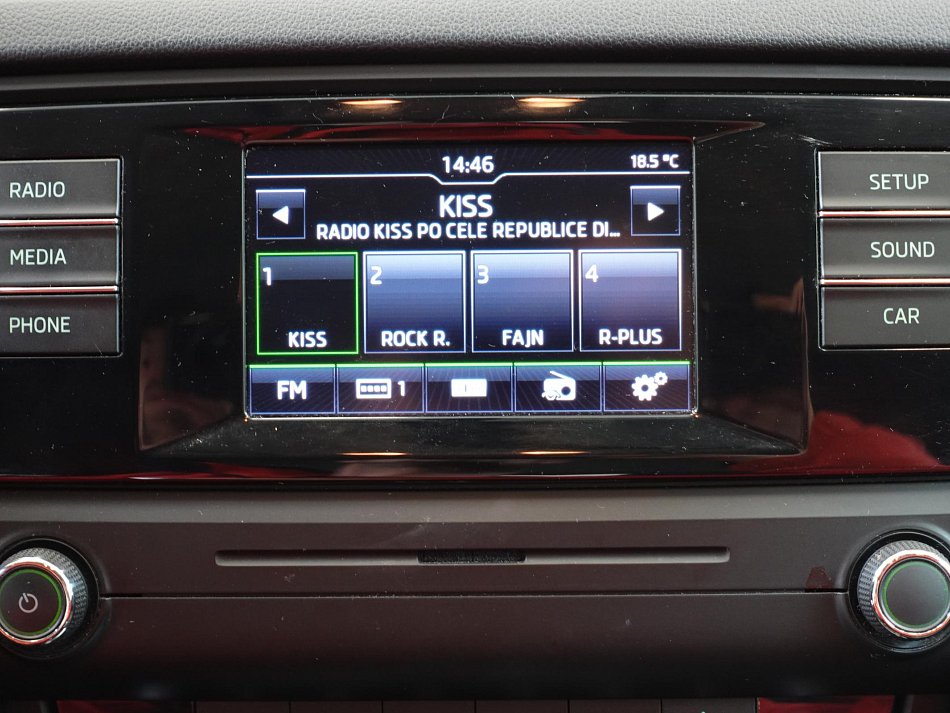 14:46
18.5 °C
KISS
RADIO KISS PO CELE REPUBLICE DI...
1
2
3
4
KISS
ROCK R.
FAJN
R-PLUS
FM
1
RADIO
MEDIA
PHONE
SETUP
SOUND
CAR